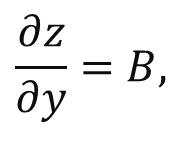 ∂z/∂y = B,